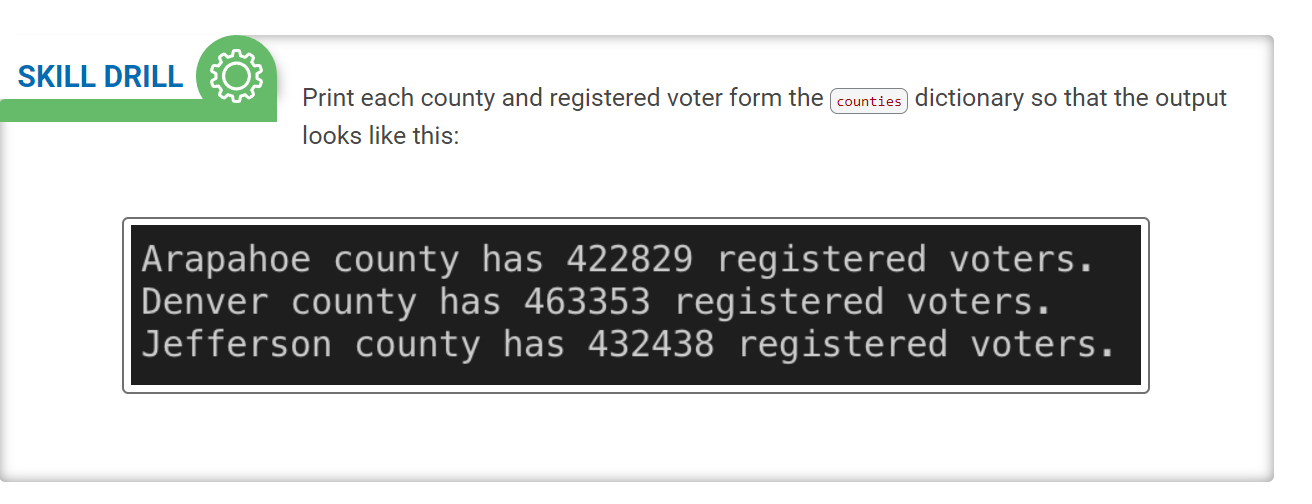 SKILL DRILL
Print each county and registered voter form the counties dictionary so that the output
looks like this:
Arapahoe county has 422829 registered voters.
Denver county has 463353 registered voters.
Jefferson county has 432438 registered voters.